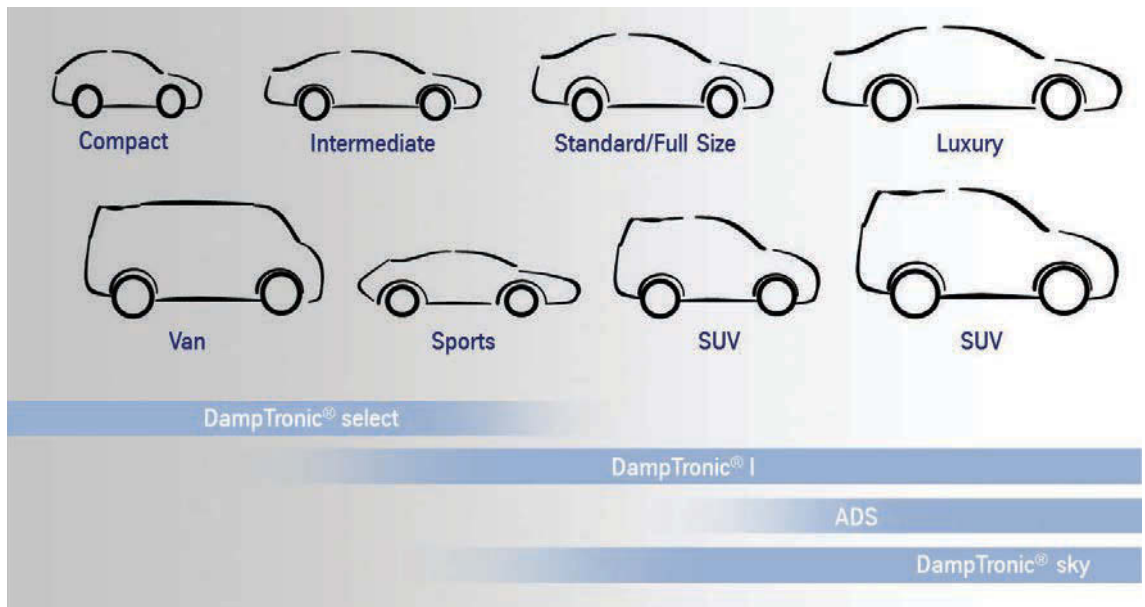 Compact
Intermediate
Standard/Full Size
Luxury
Van
Sports
SUV
SUV
DampTronic® select
DampTronic® I
ADS
DampTronic® sky